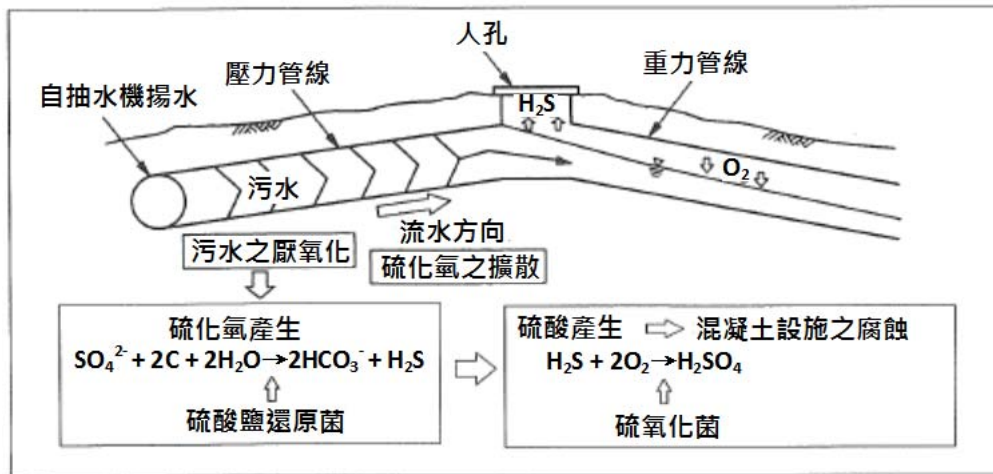 人孔
壓力管線
重力管線
自抽水機揚水
H₂S
O₂
污水
流水方向
污水之厭氧化
硫化氫之擴散
硫化氫產生
SO₄²⁻ + 2C + 2H₂O→2HCO₃⁻ + H₂S
硫酸鹽還原菌
硫酸產生 ⇨ 混凝土設施之腐蝕
H₂S + 2O₂→H₂SO₄
硫氧化菌